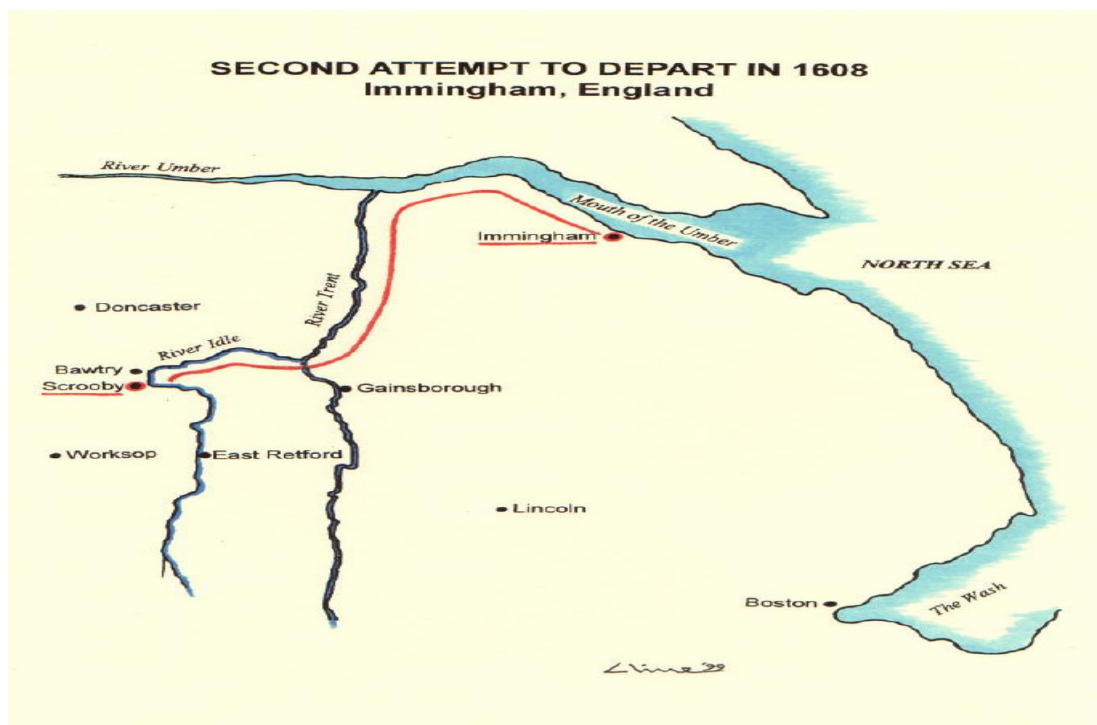 SECOND ATTEMPT TO DEPART IN 1608
Immingham, England
River Umber
Mouth of the Umber
Immingham
NORTH SEA
River Trent
Doncaster
River Idle
Bawtry
Scrooby
Gainsborough
Worksop
East Retford
Lincoln
Boston
The Wash